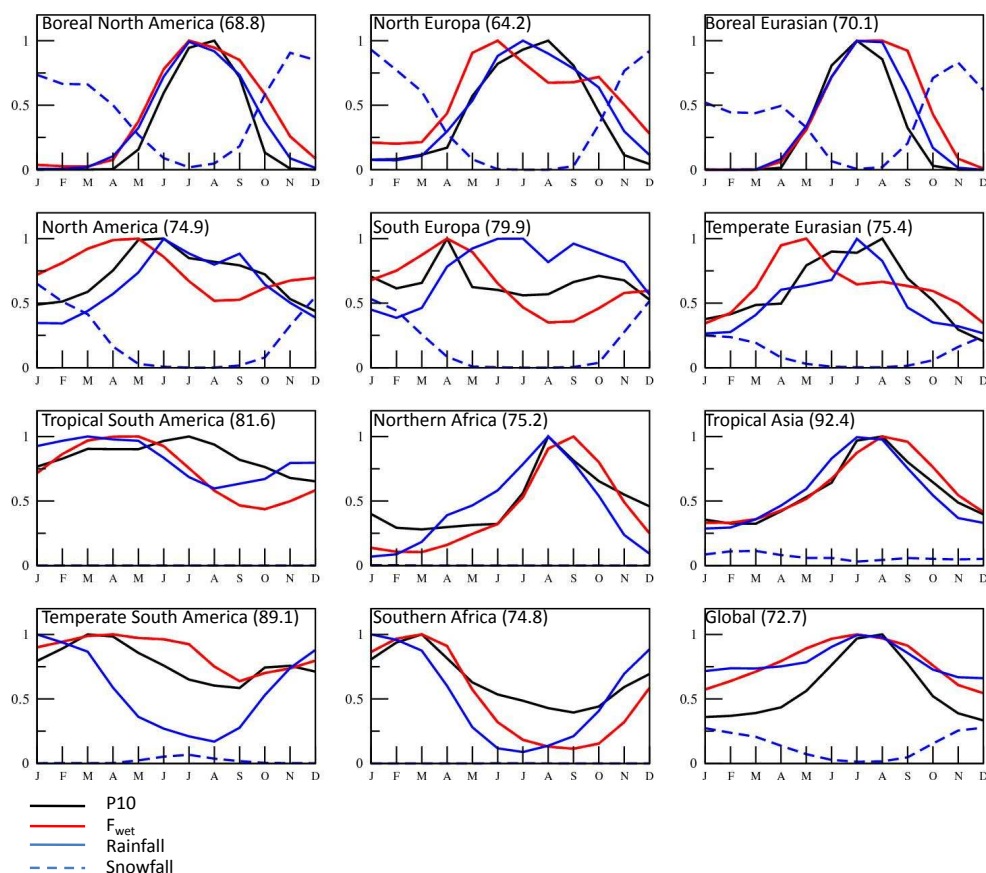 Boreal North America (68.8) North Europa (64.2) Boreal Eurasian (70.1)
1 1 1
0.5 0.5 0.5
0 0 0
J F M A M J J A S O N D J F M A M J J A S O N D J F M A M J J A S O N D
North America (74.9) South Europa (79.9) Temperate Eurasian (75.4)
1 1 1
0.5 0.5 0.5
0 0 0
J F M A M J J A S O N D J F M A M J J A S O N D J F M A M J J A S O N D
Tropical South America (81.6) Northern Africa (75.2) Tropical Asia (92.4)
1 1 1
0.5 0.5 0.5
0 0 0
J F M A M J J A S O N D J F M A M J J A S O N D J F M A M J J A S O N D
Temperate South America (89.1) Southern Africa (74.8) Global (72.7)
1 1 1
0.5 0.5 0.5
0 0 0
J F M A M J J A S O N D J F M A M J J A S O N D J F M A M J J A S O N D
P10
Fwet
Rainfall
Snowfall